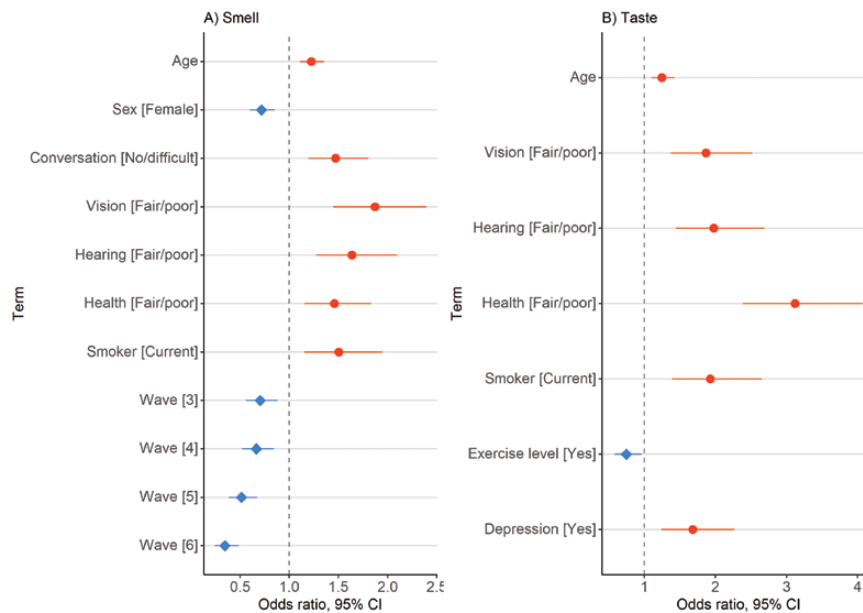 A) Smell
Term
Age
Sex [Female]
Conversation [No/difficult]
Vision [Fair/poor]
Hearing [Fair/poor]
Health [Fair/poor]
Smoker [Current]
Wave [3]
Wave [4]
Wave [5]
Wave [6]
0.5 1.0 1.5 2.0 2.5
Odds ratio, 95% CI
B) Taste
Term
Age
Vision [Fair/poor]
Hearing [Fair/poor]
Health [Fair/poor]
Smoker [Current]
Exercise level [Yes]
Depression [Yes]
1 2 3 4
Odds ratio, 95% CI